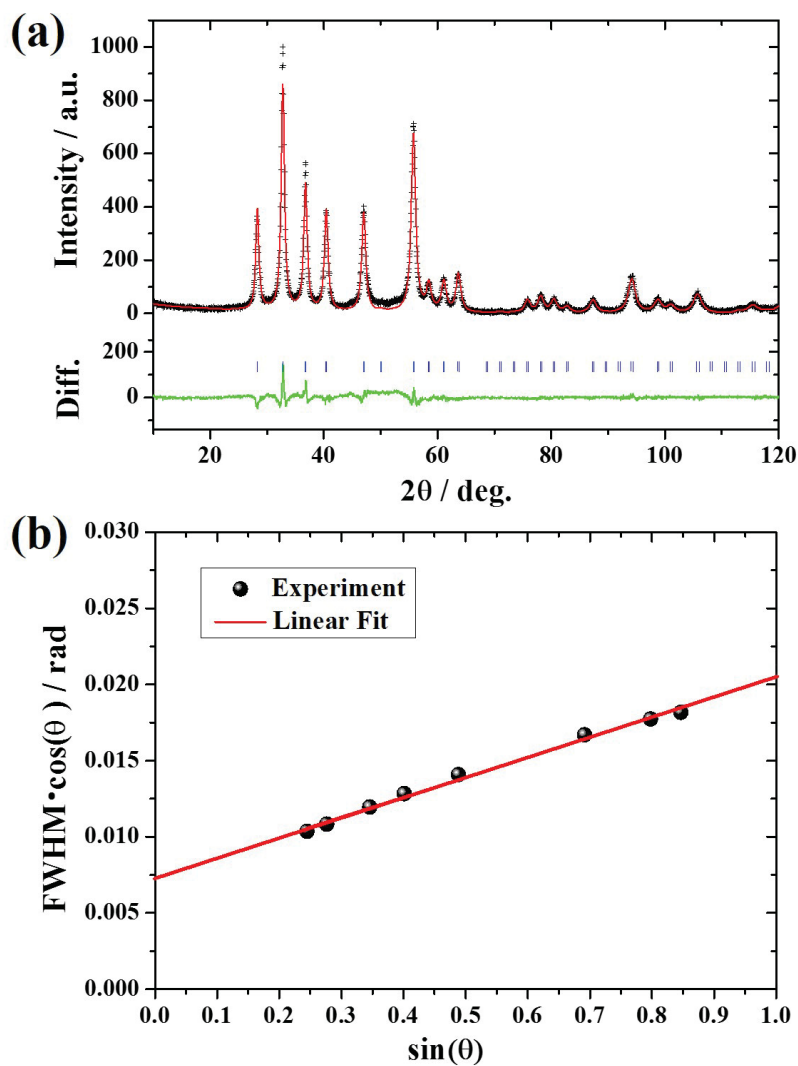 (a)
1000
800
600
400
200
0
Intensity / a.u.
200
0
Diff.
20 40 60 80 100 120
2θ / deg.
(b)
0.030
0.025
0.020
0.015
0.010
0.005
0.000
FWHM·cos(θ) / rad
Experiment
Linear Fit
0.0 0.1 0.2 0.3 0.4 0.5 0.6 0.7 0.8 0.9 1.0
sin(θ)